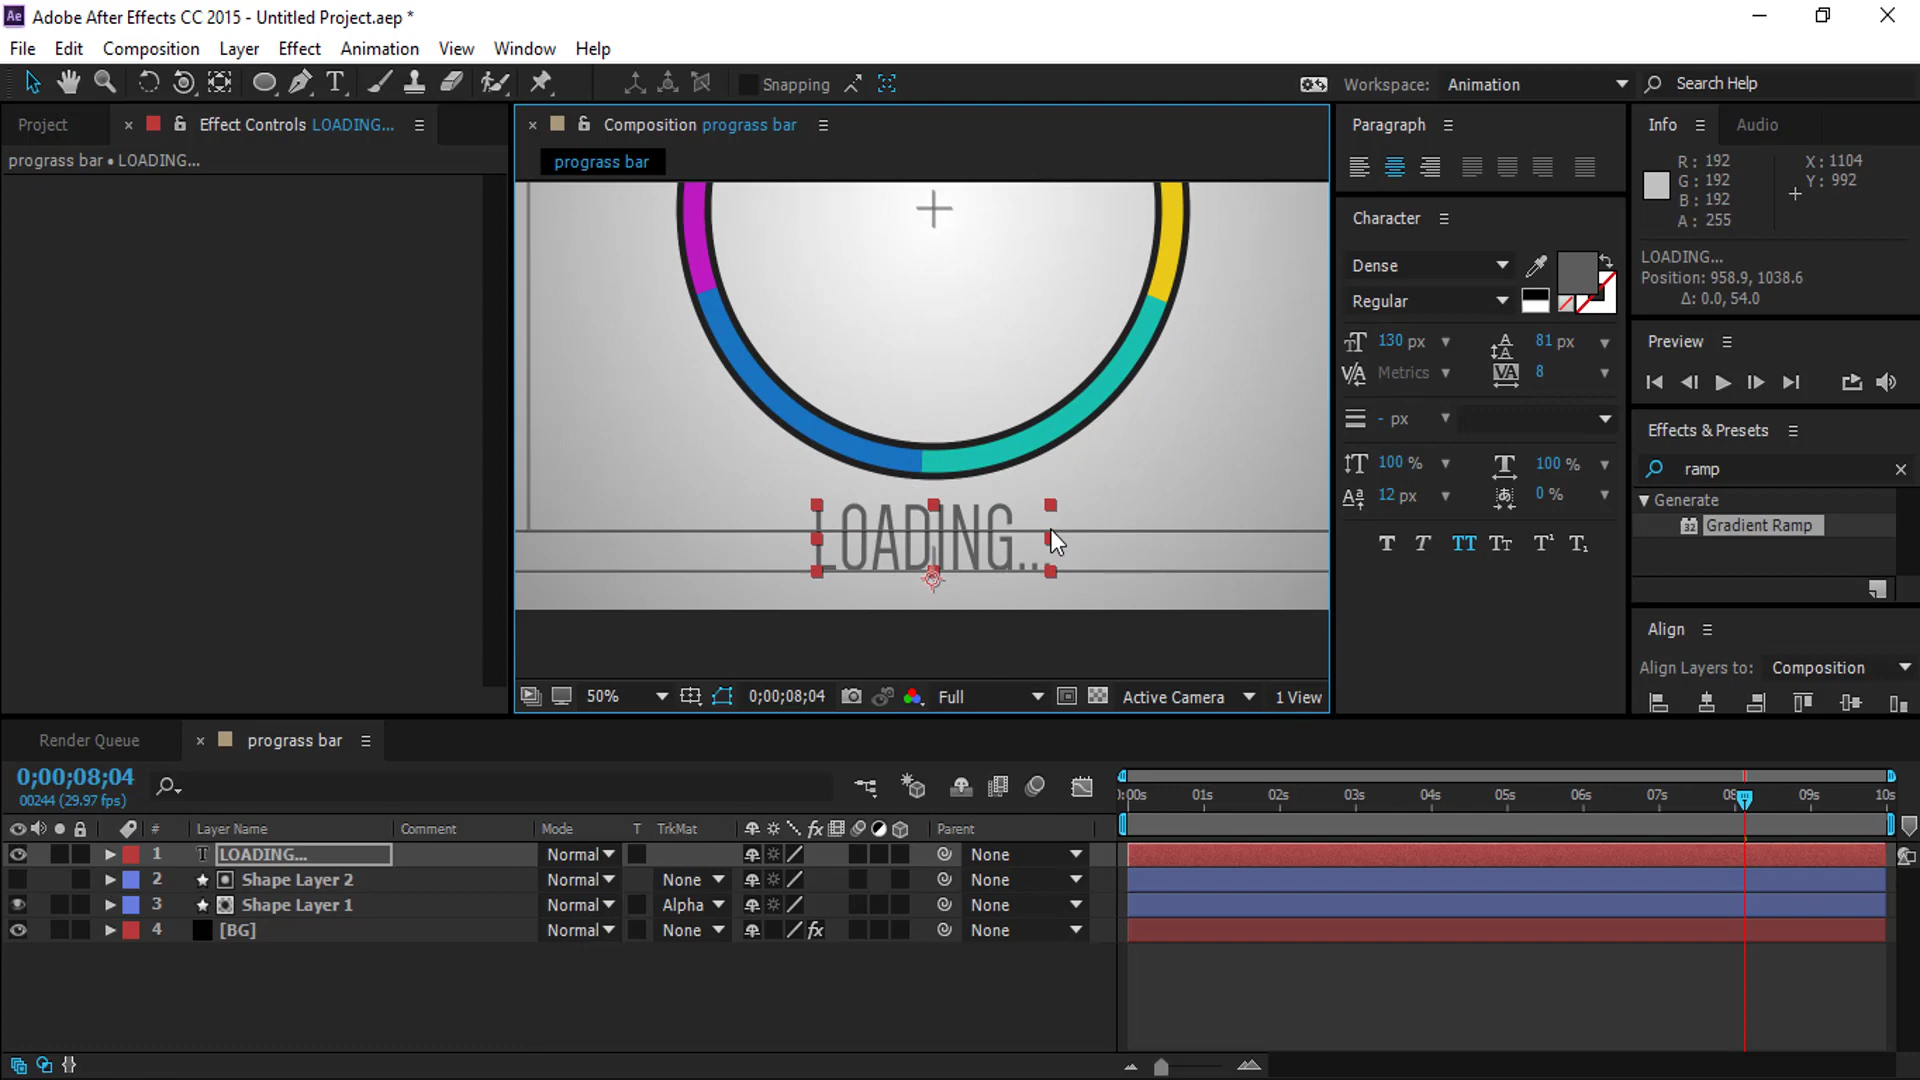 Ae Adobe After Effects CC 2015 - Untitled Project.aep *
File Edit Composition Layer Effect Animation View Window Help
Snapping
Workspace: Animation
Search Help
Project
Effect Controls LOADING...
Composition prograss bar
Paragraph
Info
Audio
prograss bar • LOADING...
prograss bar
R: 192
G: 192
B: 192
A: 255
X: 1104
Y: 992
Character
LOADING...
Position: 958.9, 1038.6
Δ: 0.0, 54.0
Dense
Regular
130 px
81 px
Metrics
8
- px
100 %
100 %
12 px
0 %
Preview
Effects & Presets
ramp
Generate
Gradient Ramp
Align
Align Layers to: Composition
LOADING...
50%
0;00;08;04
Full
Active Camera
1 View
Render Queue
prograss bar
0;00;08;04
00244 (29.97 fps)
0:00s 01s 02s 03s 04s 05s 06s 07s 08 09s 10s
# Layer Name Comment Mode T TrkMat fx Parent
1 T LOADING... Normal None
2 Shape Layer 2 Normal None None
3 Shape Layer 1 Normal Alpha None
4 [BG] Normal None fx None